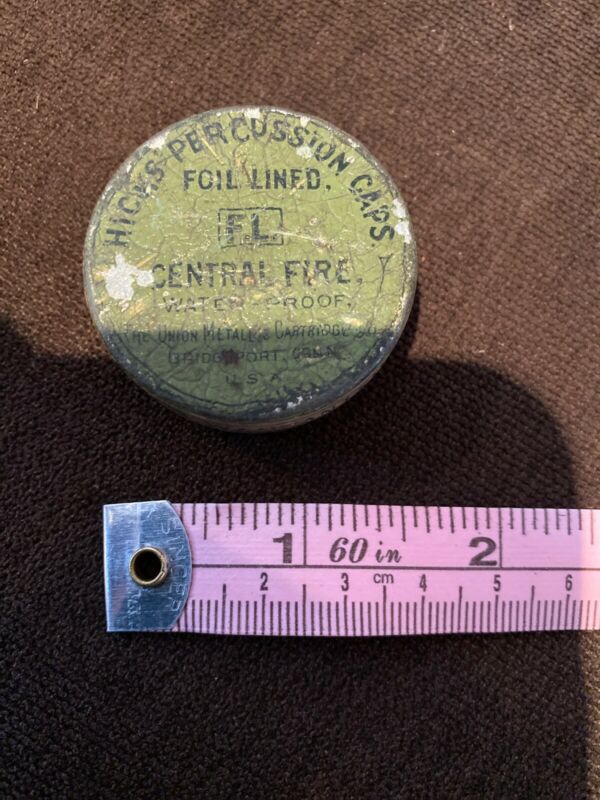 HICKS PERCUSSION CAPS.
FOIL LINED,
F.L.
CENTRAL FIRE,
WATER-PROOF,
THE UNION METALLIC CARTRIDGE CO.
BRIDGEPORT, CONN.
U.S.A.
1 60 in 2
2 3 cm 4 5 6